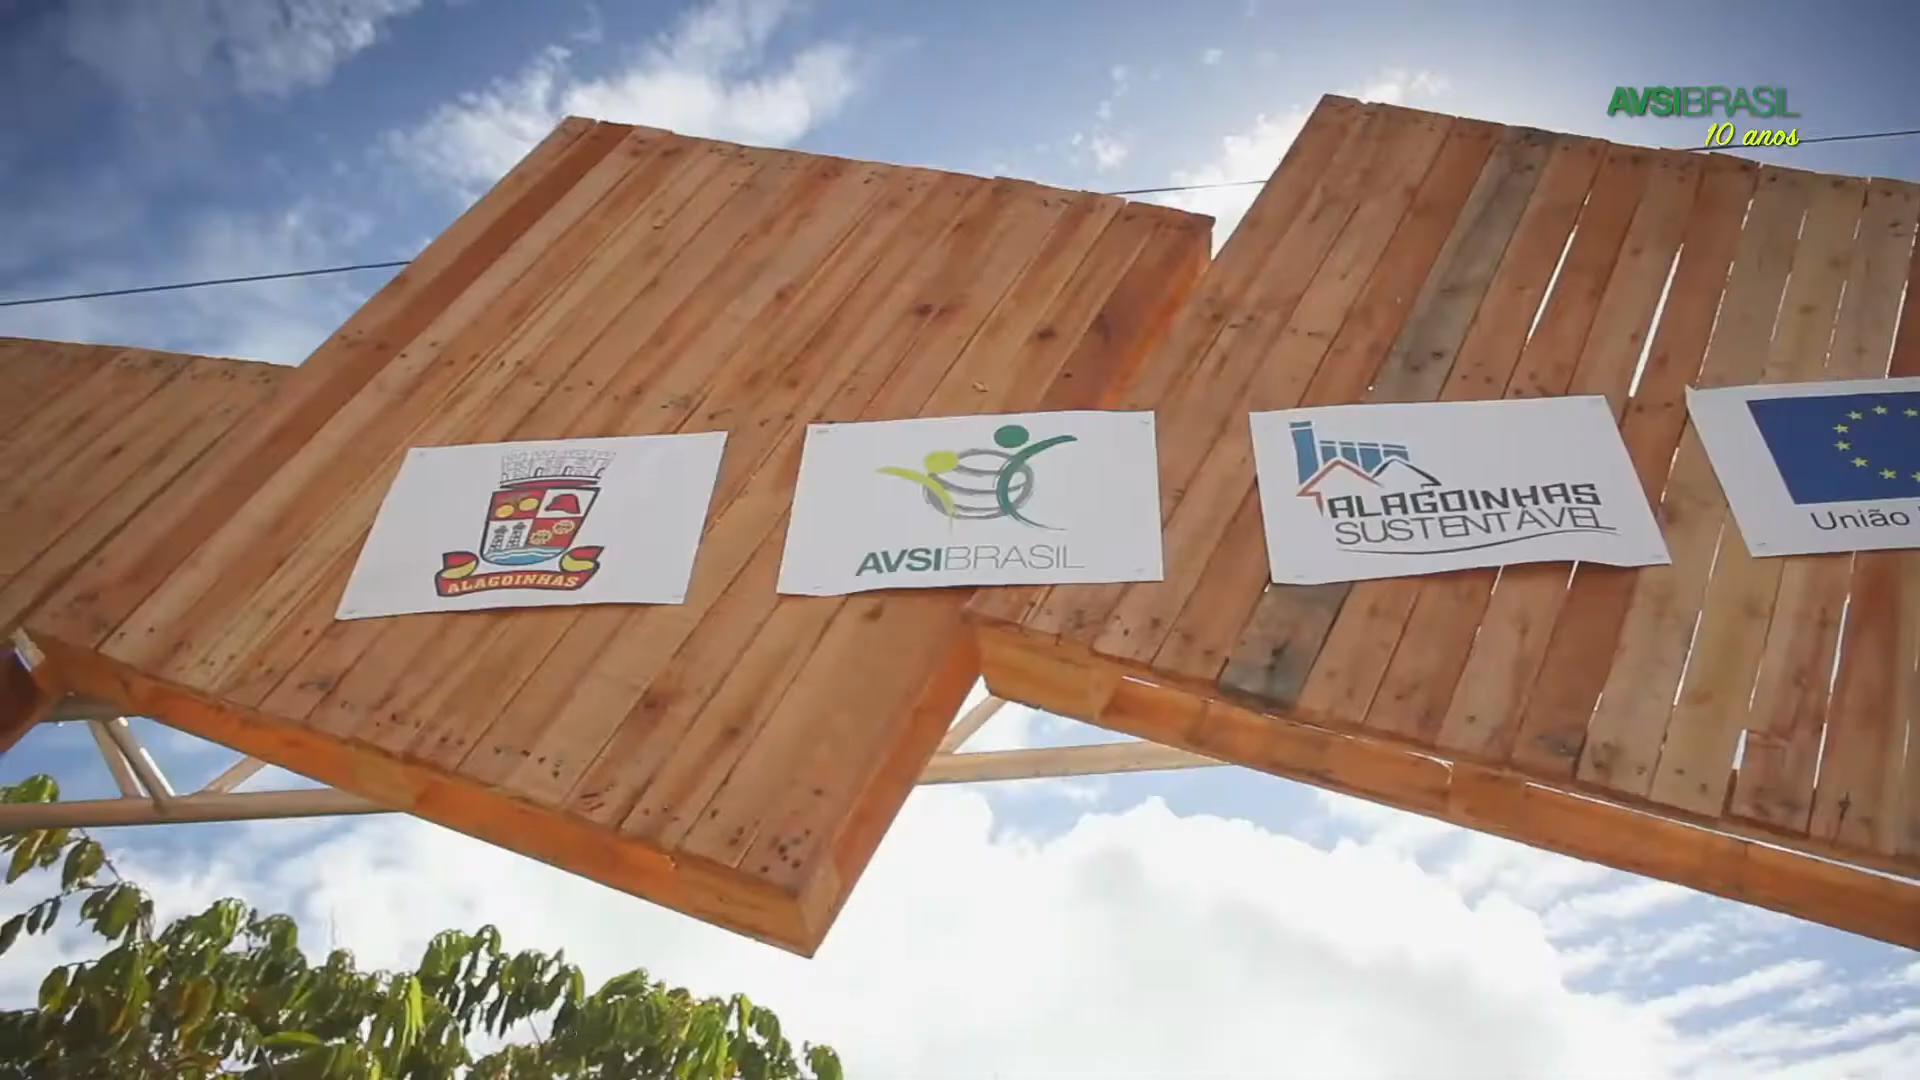 AVSIBRASIL
10 anos
ALAGOINHAS
AVSIBRASIL
ALAGOINHAS
SUSTENTÁVEL
União